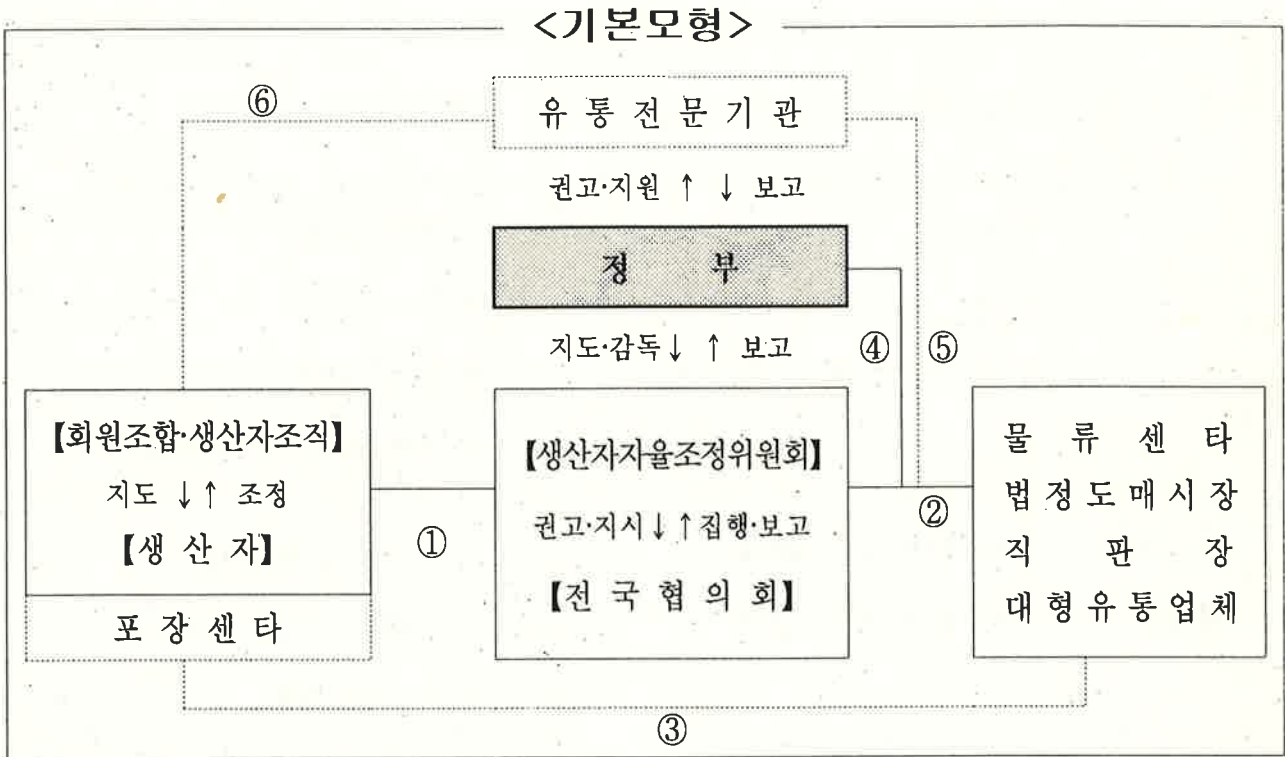 <기본모형>
⑥
유 통 전 문 기 관
권고·지원 ↑ ↓ 보고
정 부
지도·감독↓ ↑ 보고
④
⑤
【회원조합·생산자조직】
지도 ↓↑ 조정
【생 산 자】
포 장 센 타
①
【생산자자율조정위원회】
권고·지시↓↑집행·보고
【전 국 협 의 회】
②
물 류 센 타
법 정 도 매 시 장
직 판 장
대 형 유 통 업 체
③